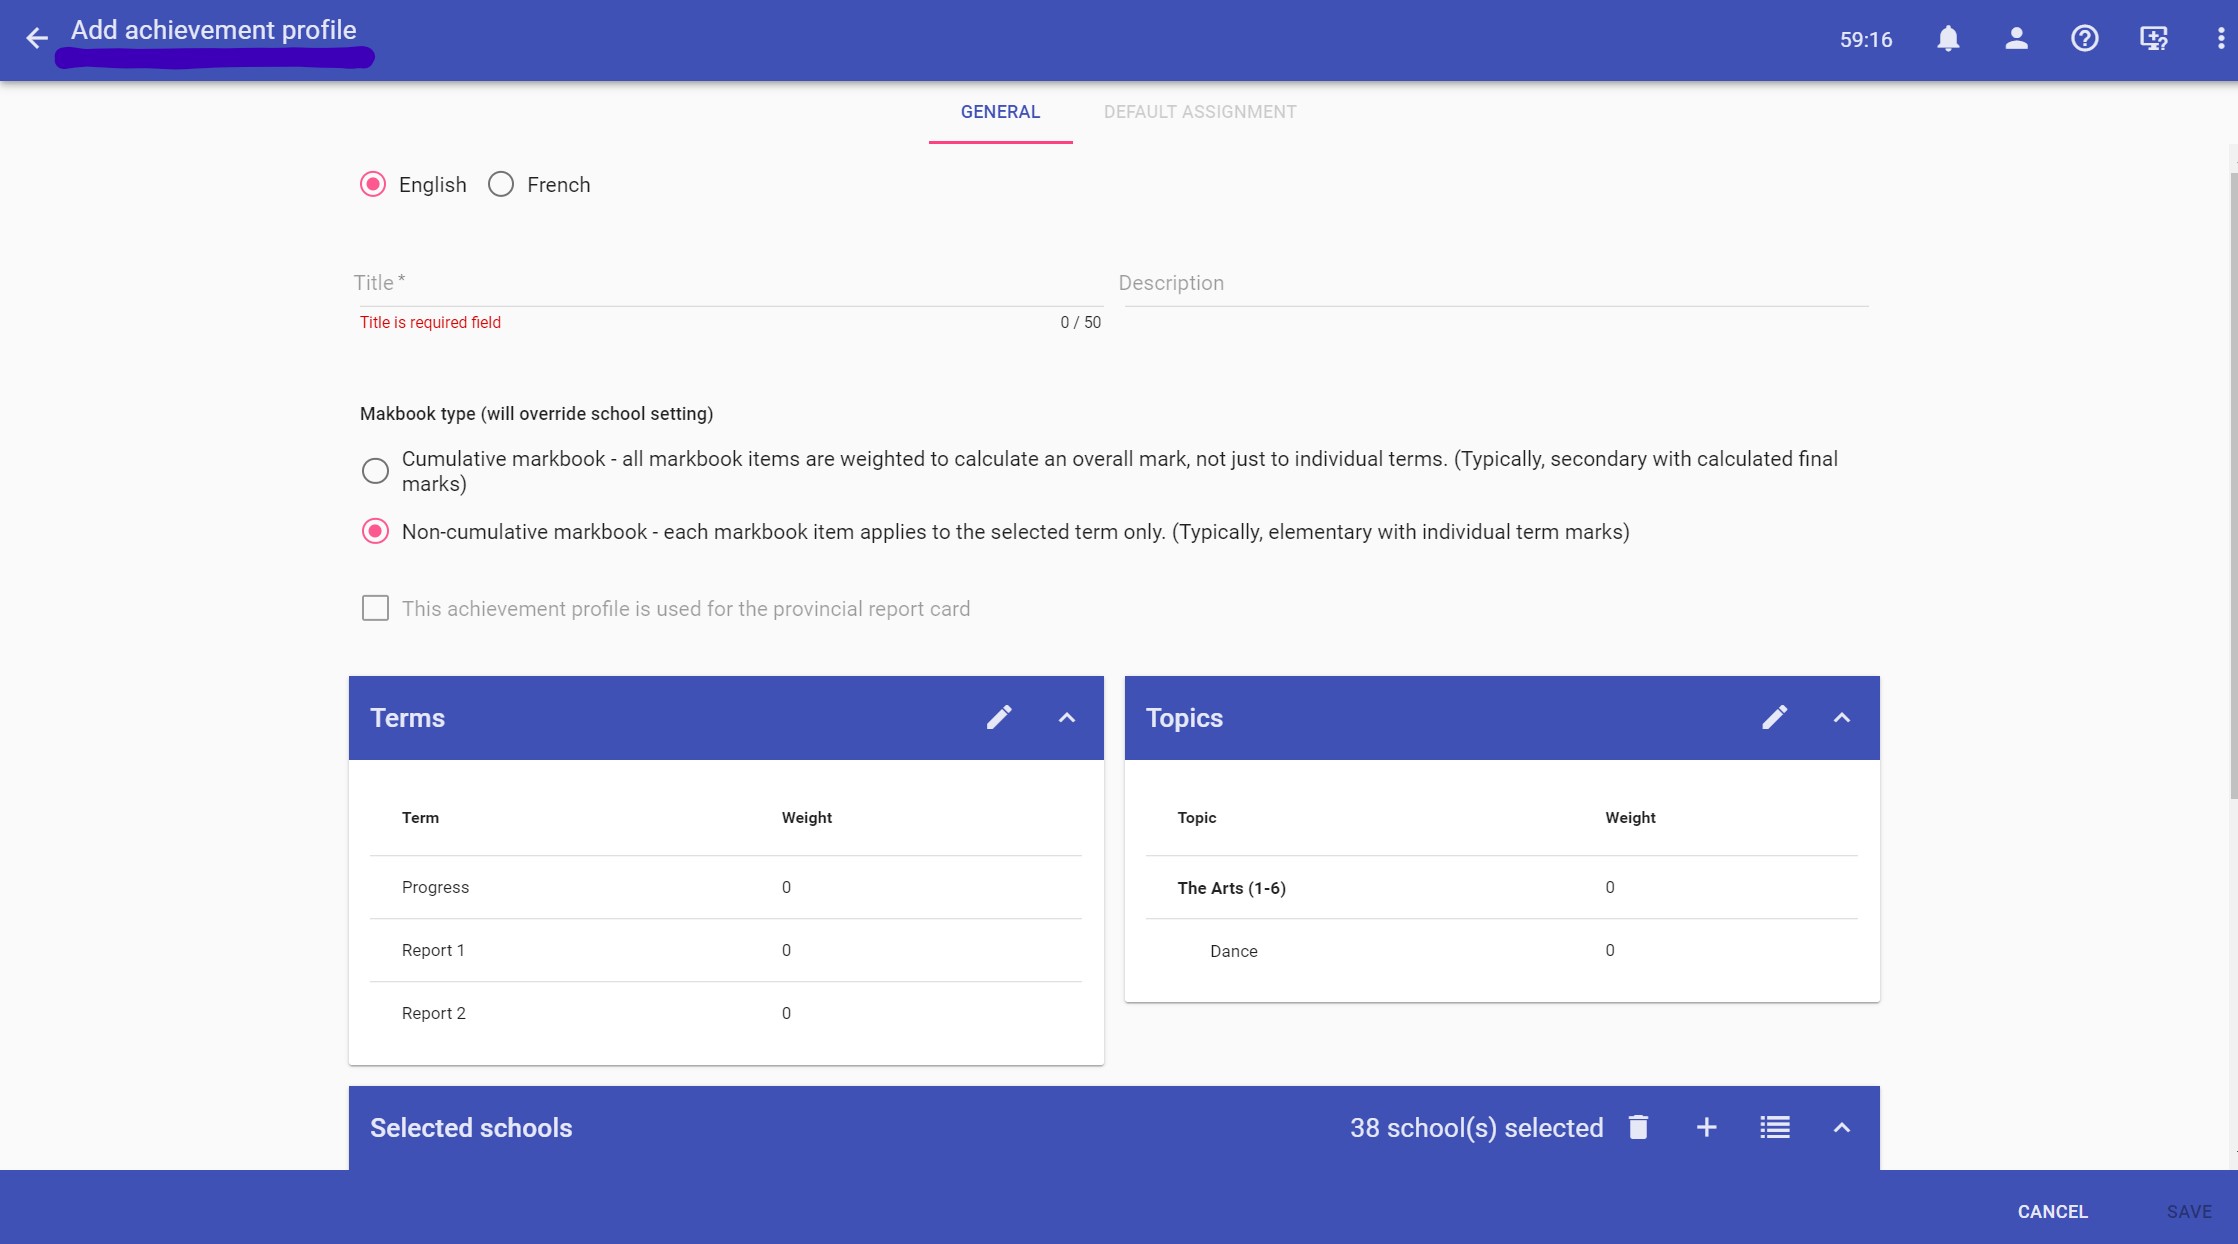 Add achievement profile
59:16
GENERAL DEFAULT ASSIGNMENT
English French
Title * Description
Title is required field 0 / 50
Makbook type (will override school setting)
Cumulative markbook - all markbook items are weighted to calculate an overall mark, not just to individual terms. (Typically, secondary with calculated final
marks)
Non-cumulative markbook - each markbook item applies to the selected term only. (Typically, elementary with individual term marks)
This achievement profile is used for the provincial report card
Terms
Term Weight
Progress 0
Report 1 0
Report 2 0
Topics
Topic Weight
The Arts (1-6) 0
Dance 0
Selected schools 38 school(s) selected
CANCEL SAVE